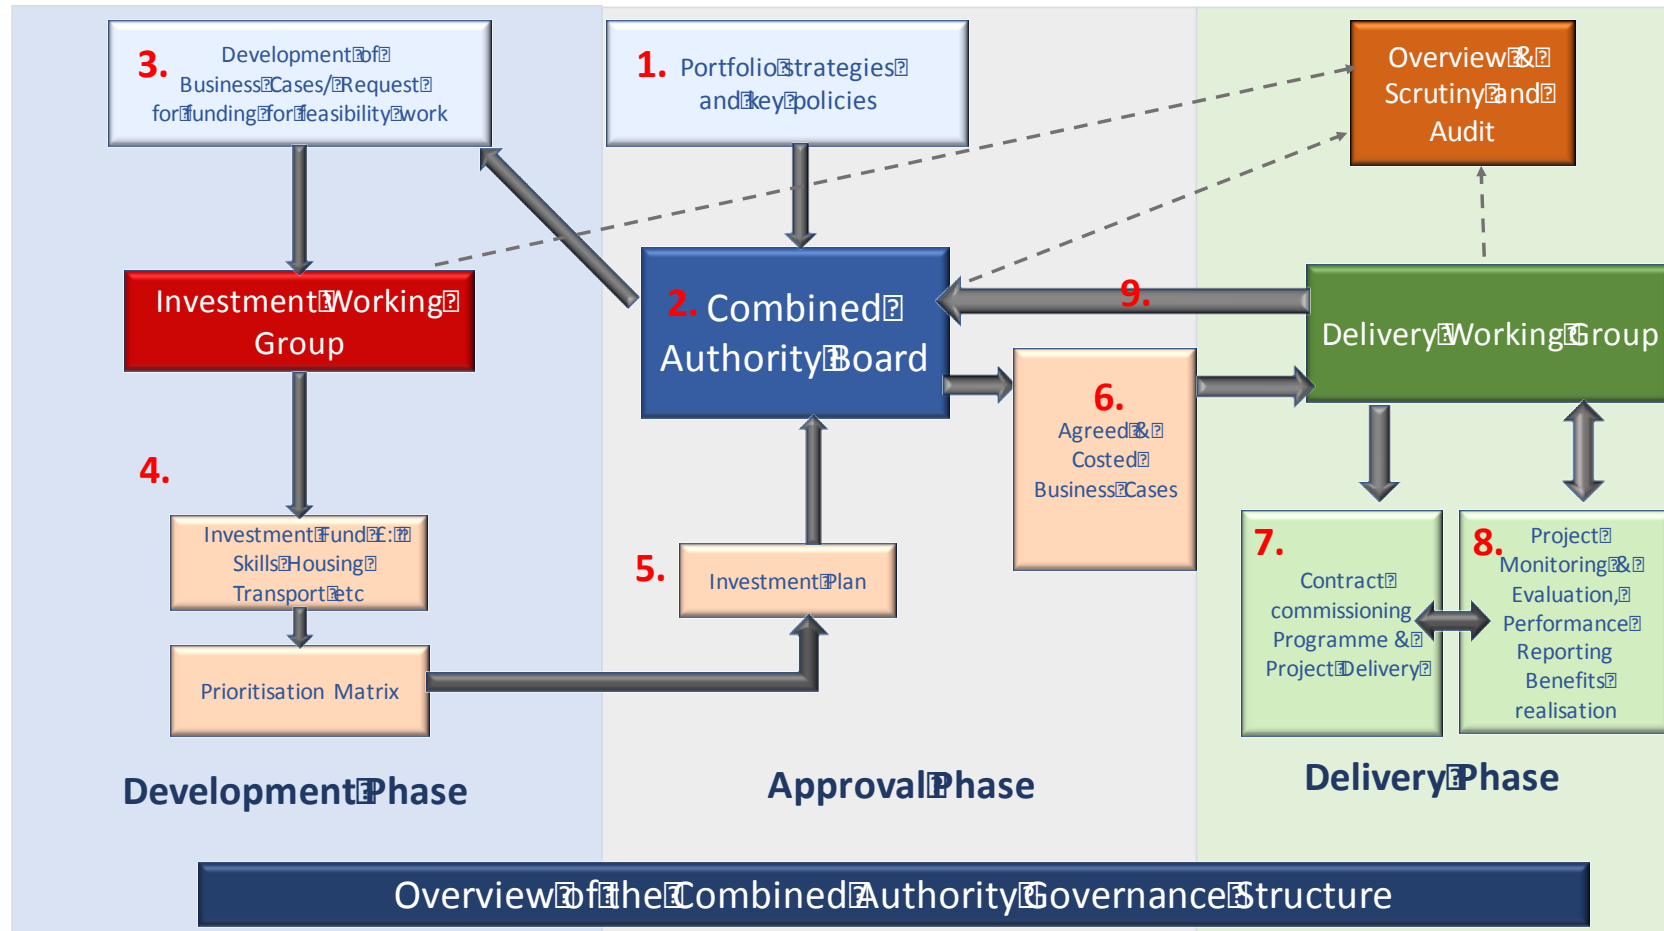 3.
Development of
Business Cases/ Request
for funding for feasibility work
1.
Portfolio strategies
and key policies
Overview &
Scrutiny and
Audit
Investment Working
Group
2.
Combined
Authority Board
9.
Delivery Working Group
6.
Agreed &
Costed
Business Cases
4.
Investment Fund £:
Skills Housing
Transport etc
5.
Investment Plan
Prioritisation Matrix
7.
Contract
commissioning
Programme &
Project Delivery
8.
Project
Monitoring &
Evaluation,
Performance
Reporting
Benefits
realisation
Development Phase
Approval Phase
Delivery Phase
Overview of the Combined Authority Governance Structure